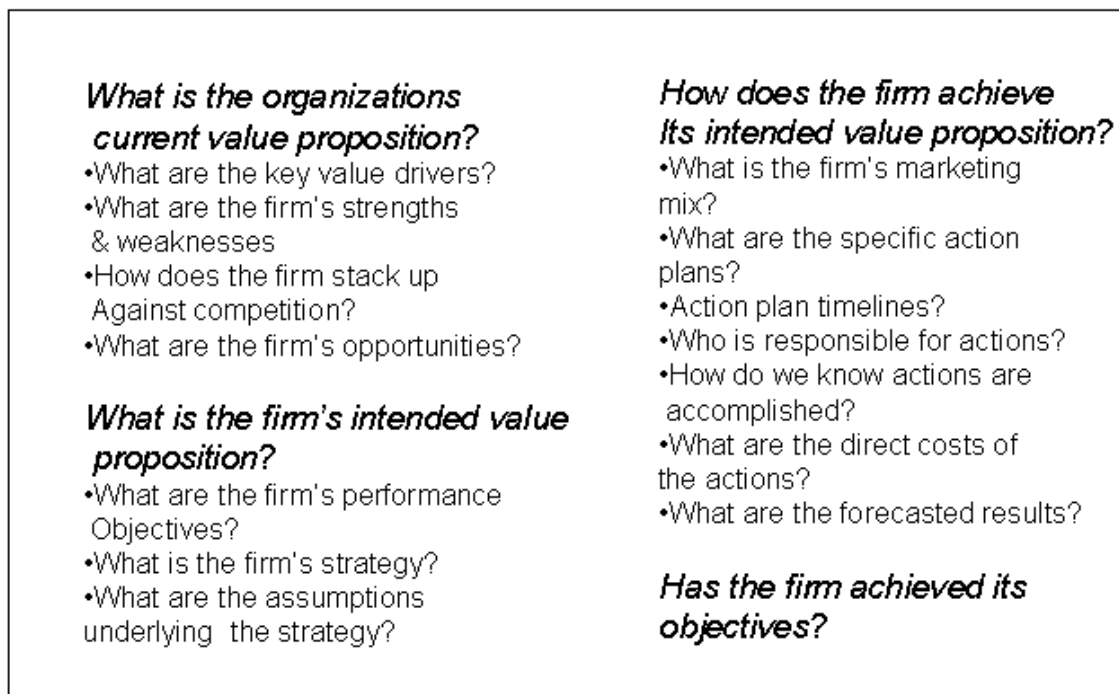 What is the organizations
current value proposition?
•What are the key value drivers?
•What are the firm's strengths
& weaknesses
•How does the firm stack up
Against competition?
•What are the firm's opportunities?
What is the firm's intended value
proposition?
•What are the firm's performance
Objectives?
•What is the firm's strategy?
•What are the assumptions
underlying the strategy?
How does the firm achieve
Its intended value proposition?
•What is the firm's marketing
mix?
•What are the specific action
plans?
•Action plan timelines?
•Who is responsible for actions?
•How do we know actions are
accomplished?
•What are the direct costs of
the actions?
•What are the forecasted results?
Has the firm achieved its
objectives?